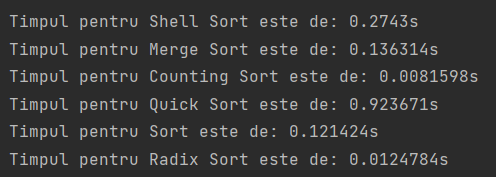 Timpul pentru Shell Sort este de: 0.2743s
Timpul pentru Merge Sort este de: 0.136314s
Timpul pentru Counting Sort este de: 0.0081598s
Timpul pentru Quick Sort este de: 0.923671s
Timpul pentru Sort este de: 0.121424s
Timpul pentru Radix Sort este de: 0.0124784s